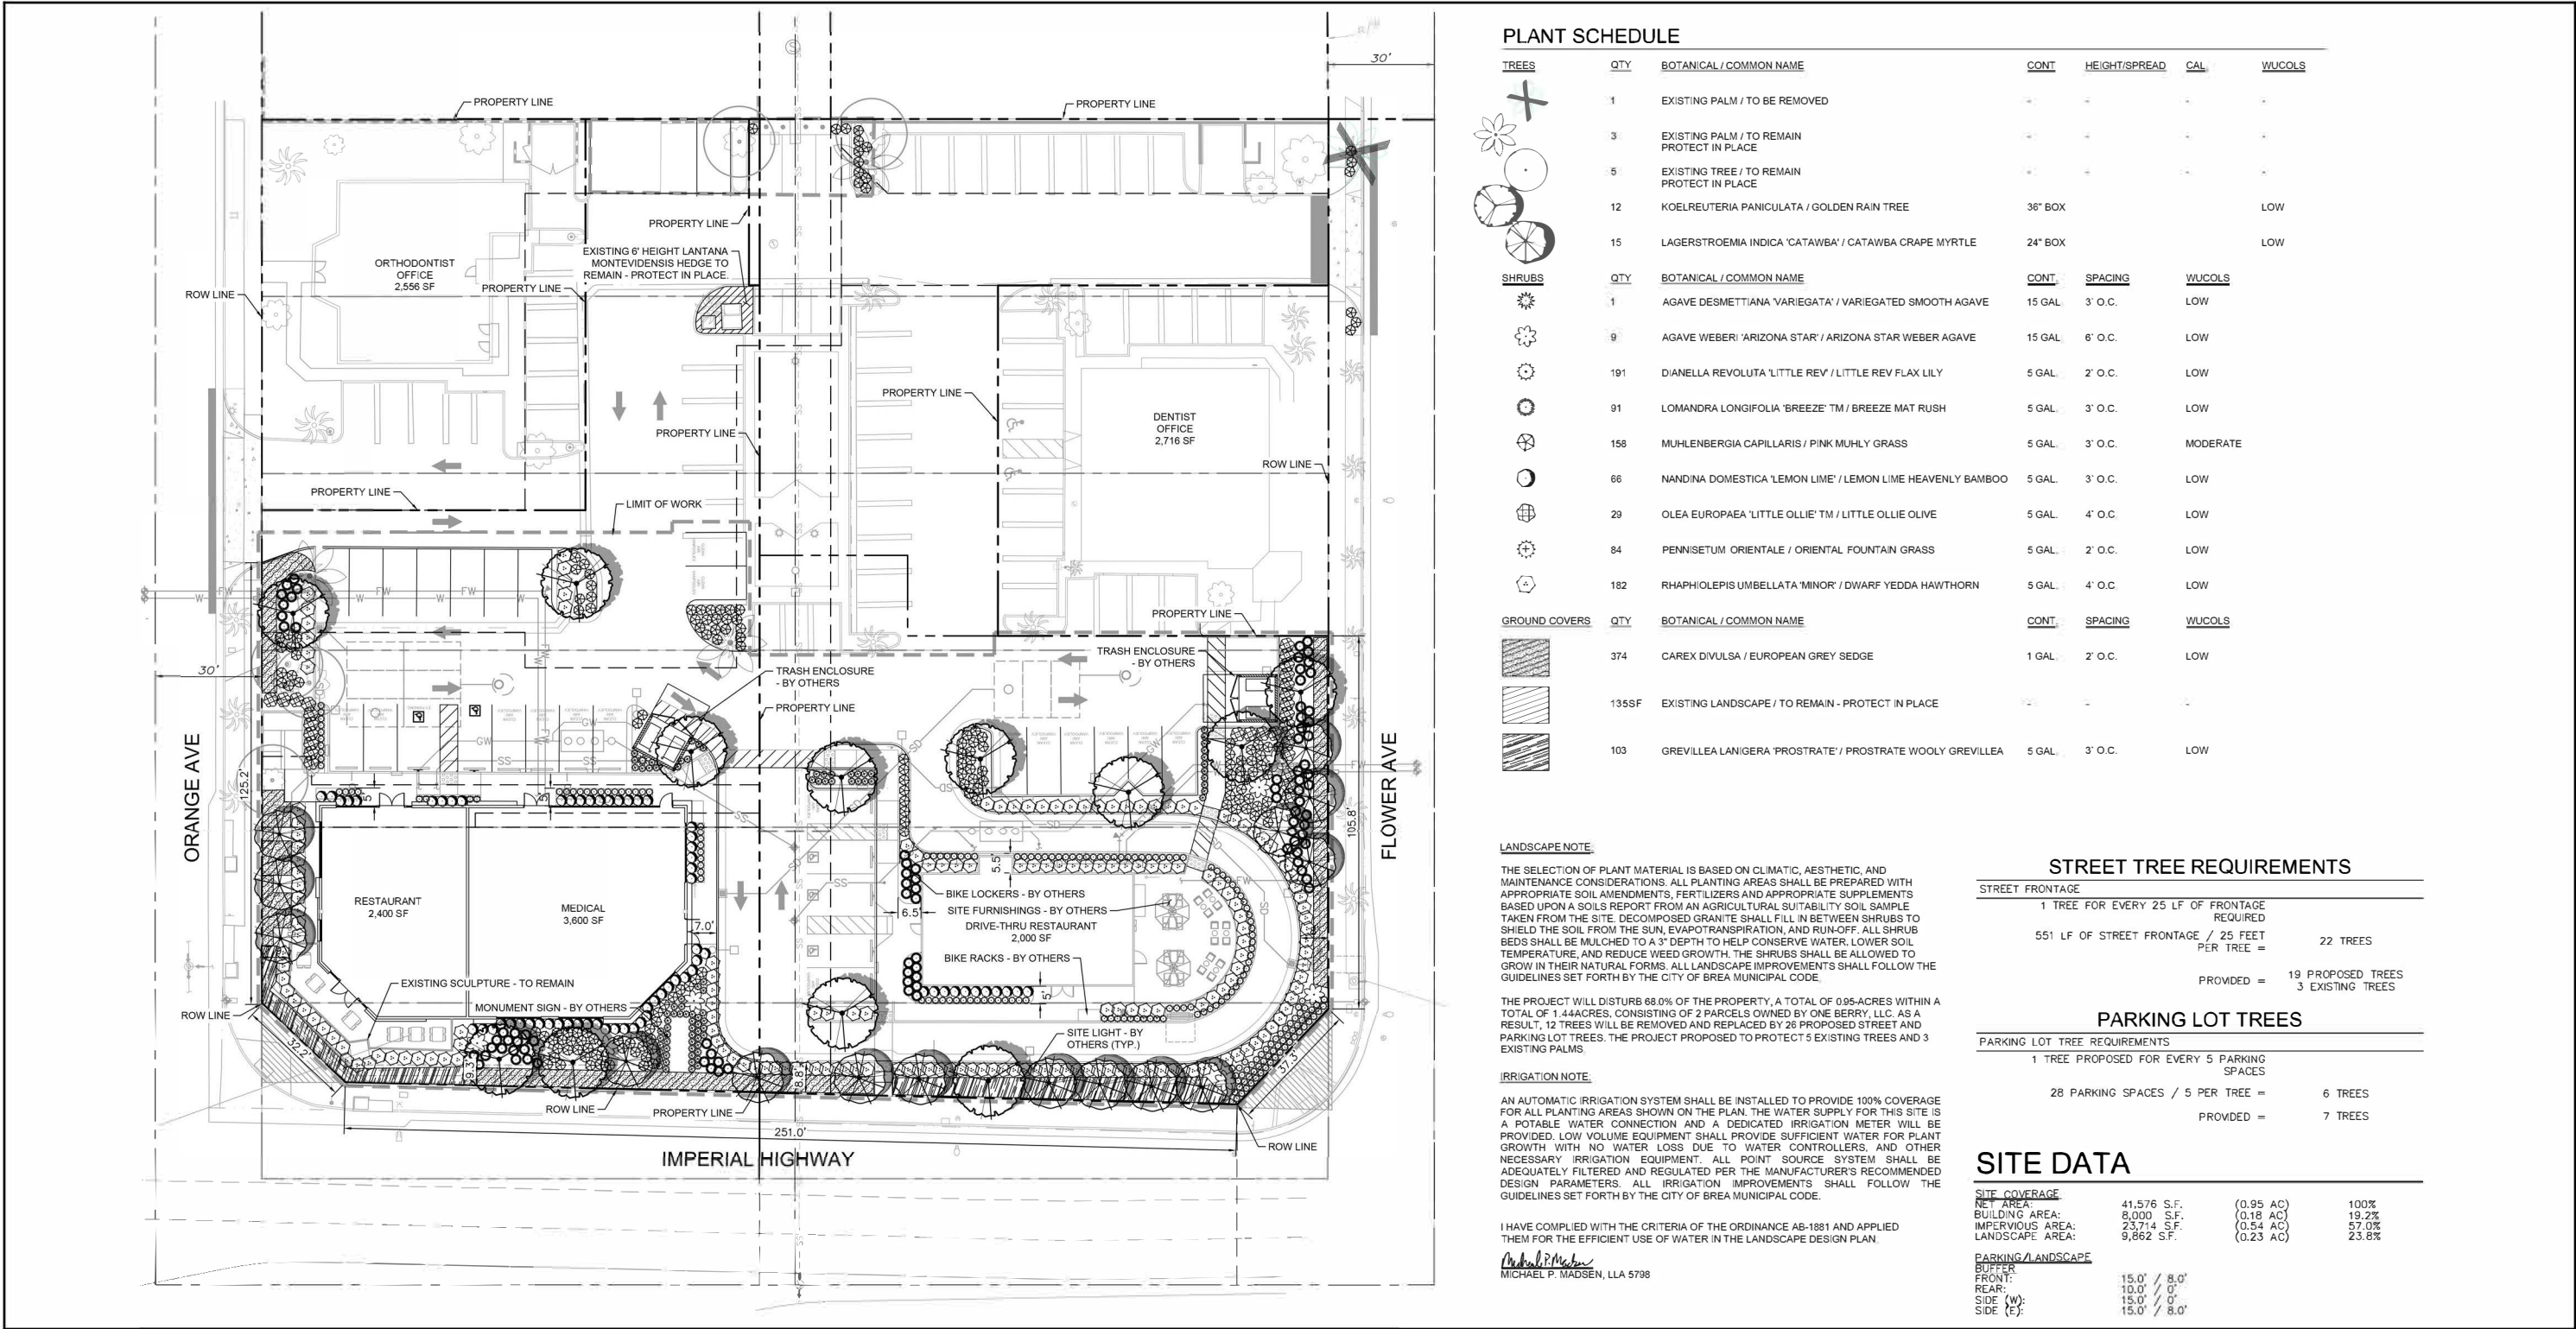 30'
PROPERTY LINE
PROPERTY LINE
PROPERTY LINE
EXISTING 6' HEIGHT LANTANA
MONTEVIDENSIS HEDGE TO
REMAIN - PROTECT IN PLACE.
ORTHODONTIST
OFFICE
2,556 SF
PROPERTY LINE
ROW LINE
PROPERTY LINE
DENTIST
OFFICE
2,716 SF
PROPERTY LINE
ROW LINE
PROPERTY LINE
LIMIT OF WORK
PROPERTY LINE
TRASH ENCLOSURE
- BY OTHERS
30'
TRASH ENCLOSURE
- BY OTHERS
PROPERTY LINE
ORANGE AVE
125.2'
FLOWER AVE
105.8'
5'
5'
5.5'
BIKE LOCKERS - BY OTHERS
6.5'
SITE FURNISHINGS - BY OTHERS
RESTAURANT
2,400 SF
MEDICAL
3,600 SF
DRIVE-THRU RESTAURANT
2,000 SF
7.0'
BIKE RACKS - BY OTHERS
EXISTING SCULPTURE - TO REMAIN
5'
MONUMENT SIGN - BY OTHERS
ROW LINE
SITE LIGHT - BY
OTHERS (TYP.)
32.2'
9.3'
8.1'
37.3'
ROW LINE
PROPERTY LINE
251.0'
ROW LINE
IMPERIAL HIGHWAY
PLANT SCHEDULE
TREES QTY BOTANICAL / COMMON NAME CONT HEIGHT/SPREAD CAL WUCOLS
1 EXISTING PALM / TO BE REMOVED - - - -
3 EXISTING PALM / TO REMAIN - - - -
PROTECT IN PLACE
5 EXISTING TREE / TO REMAIN - - - -
PROTECT IN PLACE
12 KOELREUTERIA PANICULATA / GOLDEN RAIN TREE 36" BOX LOW
15 LAGERSTROEMIA INDICA 'CATAWBA' / CATAWBA CRAPE MYRTLE 24" BOX LOW
SHRUBS QTY BOTANICAL / COMMON NAME CONT. SPACING WUCOLS
1 AGAVE DESMETTIANA 'VARIEGATA' / VARIEGATED SMOOTH AGAVE 15 GAL 3' O.C. LOW
9 AGAVE WEBERI 'ARIZONA STAR' / ARIZONA STAR WEBER AGAVE 15 GAL 6' O.C. LOW
191 DIANELLA REVOLUTA 'LITTLE REV' / LITTLE REV FLAX LILY 5 GAL. 2' O.C. LOW
91 LOMANDRA LONGIFOLIA 'BREEZE' TM / BREEZE MAT RUSH 5 GAL. 3' O.C. LOW
158 MUHLENBERGIA CAPILLARIS / PINK MUHLY GRASS 5 GAL. 3' O.C. MODERATE
66 NANDINA DOMESTICA 'LEMON LIME' / LEMON LIME HEAVENLY BAMBOO 5 GAL. 3' O.C. LOW
29 OLEA EUROPAEA 'LITTLE OLLIE' TM / LITTLE OLLIE OLIVE 5 GAL. 4' O.C. LOW
84 PENNISETUM ORIENTALE / ORIENTAL FOUNTAIN GRASS 5 GAL. 2' O.C. LOW
182 RHAPHIOLEPIS UMBELLATA 'MINOR' / DWARF YEDDA HAWTHORN 5 GAL. 4' O.C. LOW
GROUND COVERS QTY BOTANICAL / COMMON NAME CONT. SPACING WUCOLS
374 CAREX DIVULSA / EUROPEAN GREY SEDGE 1 GAL 2' O.C. LOW
135SF EXISTING LANDSCAPE / TO REMAIN - PROTECT IN PLACE - - -
103 GREVILLEA LANIGERA 'PROSTRATE' / PROSTRATE WOOLY GREVILLEA 5 GAL. 3' O.C. LOW
LANDSCAPE NOTE:
THE SELECTION OF PLANT MATERIAL IS BASED ON CLIMATIC, AESTHETIC, AND
MAINTENANCE CONSIDERATIONS. ALL PLANTING AREAS SHALL BE PREPARED WITH
APPROPRIATE SOIL AMENDMENTS, FERTILIZERS AND APPROPRIATE SUPPLEMENTS
BASED UPON A SOILS REPORT FROM AN AGRICULTURAL SUITABILITY SOIL SAMPLE
TAKEN FROM THE SITE. DECOMPOSED GRANITE SHALL FILL IN BETWEEN SHRUBS TO
SHIELD THE SOIL FROM THE SUN, EVAPOTRANSPIRATION, AND RUN-OFF. ALL SHRUB
BEDS SHALL BE MULCHED TO A 3" DEPTH TO HELP CONSERVE WATER, LOWER SOIL
TEMPERATURE, AND REDUCE WEED GROWTH. THE SHRUBS SHALL BE ALLOWED TO
GROW IN THEIR NATURAL FORMS. ALL LANDSCAPE IMPROVEMENTS SHALL FOLLOW THE
GUIDELINES SET FORTH BY THE CITY OF BREA MUNICIPAL CODE.
THE PROJECT WILL DISTURB 68.0% OF THE PROPERTY, A TOTAL OF 0.95-ACRES WITHIN A
TOTAL OF 1.44ACRES, CONSISTING OF 2 PARCELS OWNED BY ONE BERRY, LLC. AS A
RESULT, 12 TREES WILL BE REMOVED AND REPLACED BY 26 PROPOSED STREET AND
PARKING LOT TREES. THE PROJECT PROPOSED TO PROTECT 5 EXISTING TREES AND 3
EXISTING PALMS.
IRRIGATION NOTE:
AN AUTOMATIC IRRIGATION SYSTEM SHALL BE INSTALLED TO PROVIDE 100% COVERAGE
FOR ALL PLANTING AREAS SHOWN ON THE PLAN. THE WATER SUPPLY FOR THIS SITE IS
A POTABLE WATER CONNECTION AND A DEDICATED IRRIGATION METER WILL BE
PROVIDED. LOW VOLUME EQUIPMENT SHALL PROVIDE SUFFICIENT WATER FOR PLANT
GROWTH WITH NO WATER LOSS DUE TO WATER CONTROLLERS, AND OTHER
NECESSARY IRRIGATION EQUIPMENT. ALL POINT SOURCE SYSTEM SHALL BE
ADEQUATELY FILTERED AND REGULATED PER THE MANUFACTURER'S RECOMMENDED
DESIGN PARAMETERS. ALL IRRIGATION IMPROVEMENTS SHALL FOLLOW THE
GUIDELINES SET FORTH BY THE CITY OF BREA MUNICIPAL CODE.
I HAVE COMPLIED WITH THE CRITERIA OF THE ORDINANCE AB-1881 AND APPLIED
THEM FOR THE EFFICIENT USE OF WATER IN THE LANDSCAPE DESIGN PLAN.
Michael P. Madsen
MICHAEL P. MADSEN, LLA 5798
STREET TREE REQUIREMENTS
STREET FRONTAGE
1 TREE FOR EVERY 25 LF OF FRONTAGE
REQUIRED
551 LF OF STREET FRONTAGE / 25 FEET
PER TREE = 22 TREES
PROVIDED = 19 PROPOSED TREES
3 EXISTING TREES
PARKING LOT TREES
PARKING LOT TREE REQUIREMENTS
1 TREE PROPOSED FOR EVERY 5 PARKING
SPACES
28 PARKING SPACES / 5 PER TREE = 6 TREES
PROVIDED = 7 TREES
SITE DATA
SITE COVERAGE
NET AREA: 41,576 S.F. (0.95 AC) 100%
BUILDING AREA: 8,000 S.F. (0.18 AC) 19.2%
IMPERVIOUS AREA: 23,714 S.F. (0.54 AC) 57.0%
LANDSCAPE AREA: 9,862 S.F. (0.23 AC) 23.8%
PARKING/LANDSCAPE
BUFFER
FRONT: 15.0' / 8.0'
REAR: 10.0' / 0'
SIDE (W): 15.0' / 0'
SIDE (E): 15.0' / 8.0'